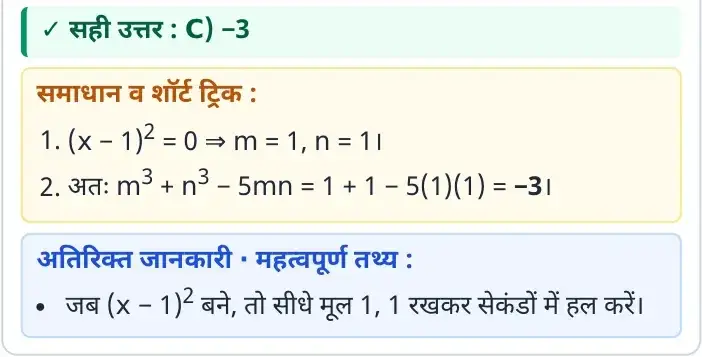 ✓ सही उत्तर : C) −3
समाधान व शॉर्ट ट्रिक :
1. (x − 1)² = 0 ⇒ m = 1, n = 1।
2. अतः m³ + n³ − 5mn = 1 + 1 − 5(1)(1) = −3।
अतिरिक्त जानकारी · महत्वपूर्ण तथ्य :
• जब (x − 1)² बने, तो सीधे मूल 1, 1 रखकर सेकंडों में हल करें।